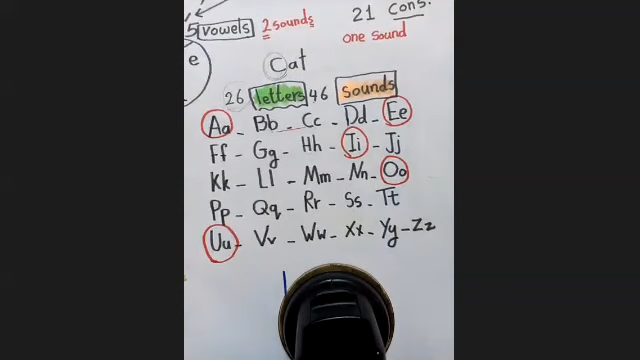 21 cons.
5 vowels 2 sounds
one sound
e
Cat
26 letters 46 sounds
Aa - Bb - Cc - Dd - Ee
Ff - Gg - Hh - Ii - Jj
Kk - Ll - Mm - Nn - Oo
Pp - Qq - Rr - Ss - Tt
Uu - Vv - Ww - Xx - Yy - Zz